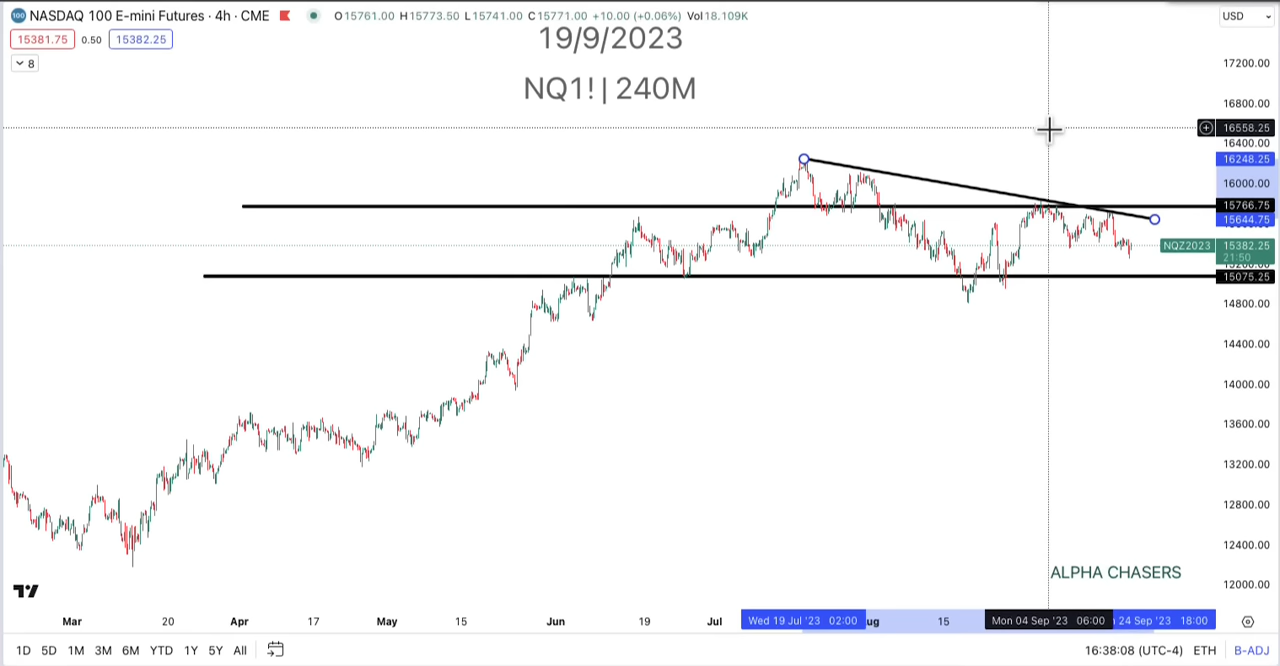 100 NASDAQ 100 E-mini Futures · 4h · CME O15761.00 H15773.50 L15741.00 C15771.00 +10.00 (+0.06%) Vol18.109K
USD
15381.75 0.50 15382.25
19/9/2023
8
NQ1! | 240M
17200.00
16800.00
16558.25
16400.00
16248.25
16000.00
15766.75
15644.75
NQZ2023 15382.25
21:50
15200.00
15075.25
14800.00
14400.00
14000.00
13600.00
13200.00
12800.00
12400.00
ALPHA CHASERS
12000.00
Mar 20 Apr 17 May 15 Jun 19 Jul Wed 19 Jul '23 02:00 ug 15 Mon 04 Sep '23 06:00 24 Sep '23 18:00
1D 5D 1M 3M 6M YTD 1Y 5Y All 16:38:08 (UTC-4) ETH B-ADJ